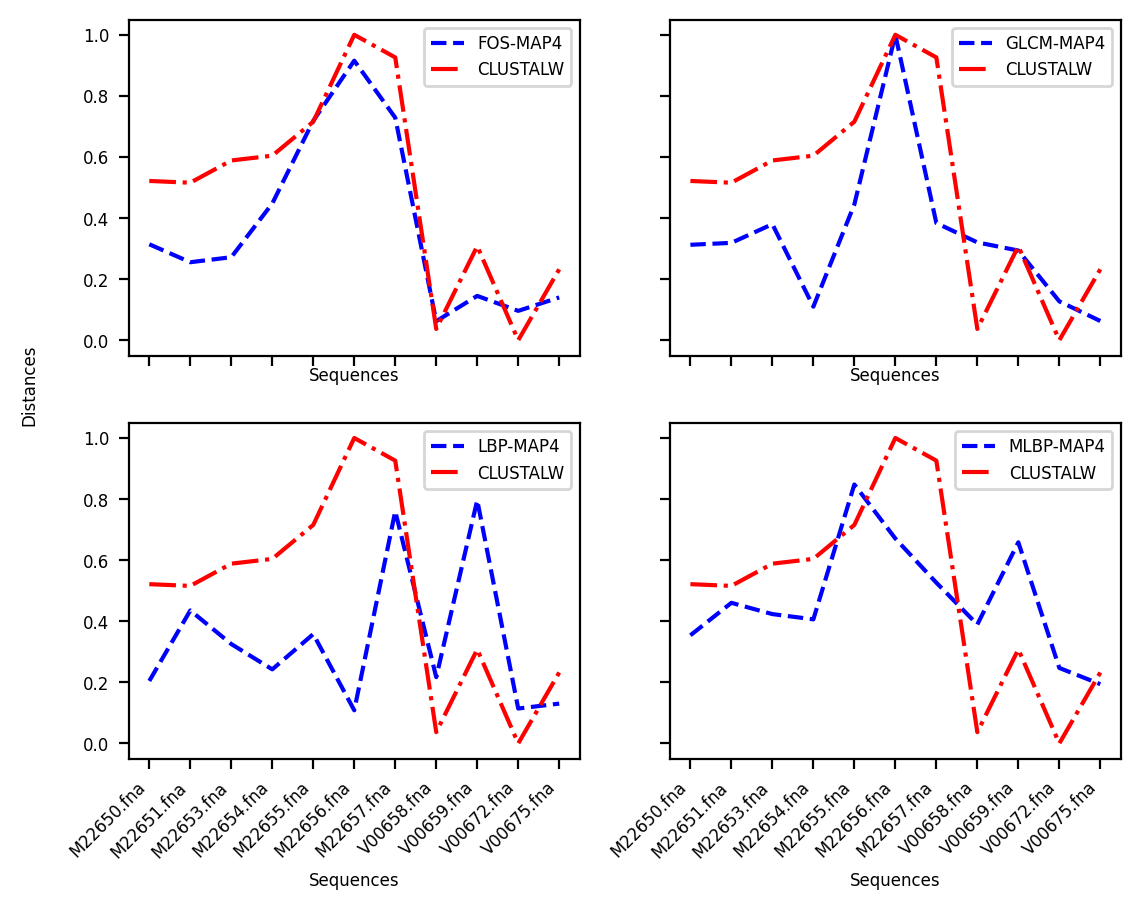 FOS-MAP4
CLUSTALW
1.0
0.8
0.6
0.4
0.2
0.0
Sequences
GLCM-MAP4
CLUSTALW
Sequences
Distances
LBP-MAP4
CLUSTALW
1.0
0.8
0.6
0.4
0.2
0.0
M22650.fna
M22651.fna
M22653.fna
M22654.fna
M22655.fna
M22656.fna
M22657.fna
V00658.fna
V00659.fna
V00672.fna
V00675.fna
Sequences
MLBP-MAP4
CLUSTALW
M22650.fna
M22651.fna
M22653.fna
M22654.fna
M22655.fna
M22656.fna
M22657.fna
V00658.fna
V00659.fna
V00672.fna
V00675.fna
Sequences